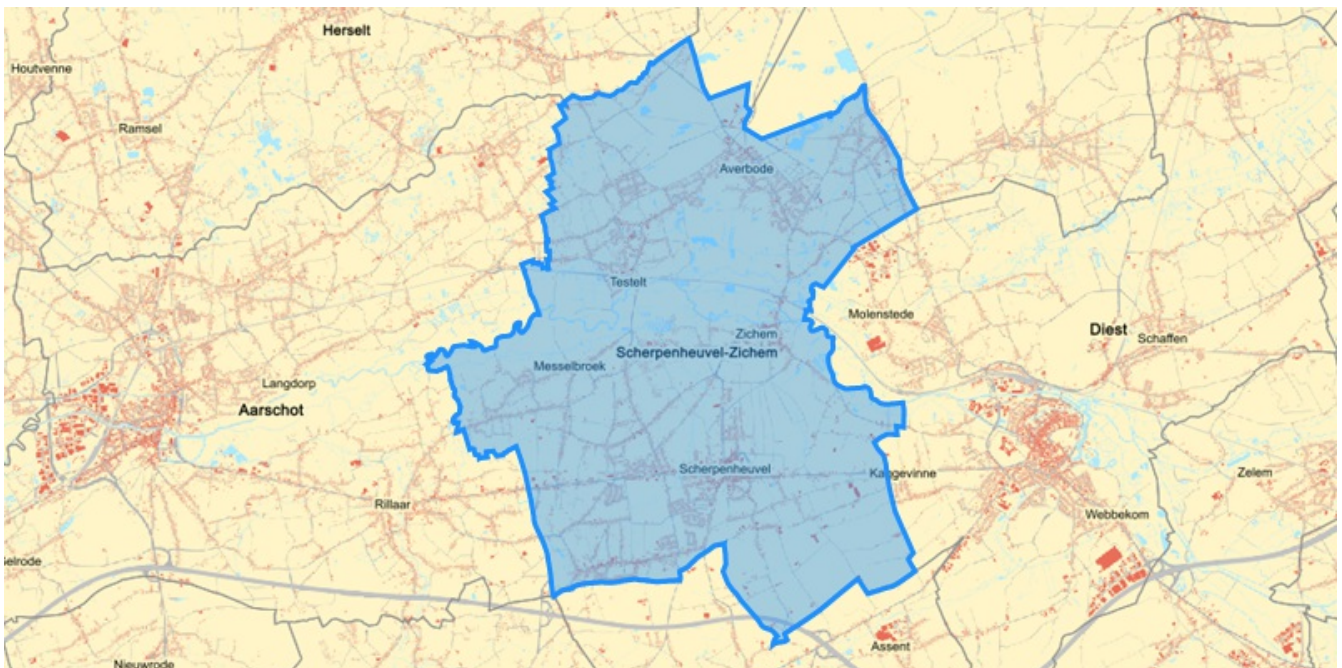 Herselt
Houtvenne
Ramsel
Averbode
Testelt
Molenstede
Zichem
Diest
Schaffen
Scherpenheuvel-Zichem
Messelbroek
Langdorp
Aarschot
Scherpenheuvel
Kaggevinne
Zelem
Rillaar
Webbekom
elrode
Assent
Nieuwrode